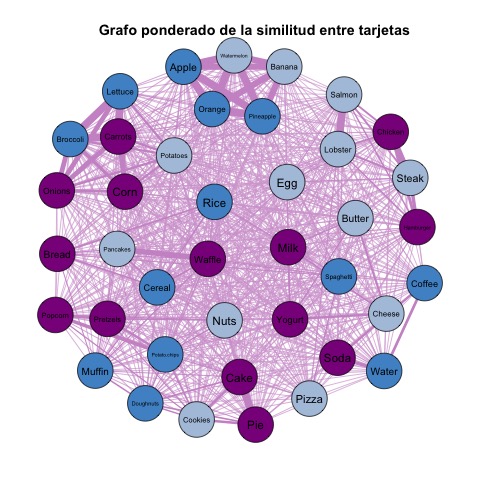 Grafo ponderado de la similitud entre tarjetas
Watermelon
Apple
Banana
Lettuce
Salmon
Orange
Pineapple
Broccoli
Carrots
Chicken
Potatoes
Lobster
Onions
Corn
Egg
Steak
Rice
Butter
Bread
Pancakes
Waffle
Milk
Cereal
Spaghetti
Coffee
Popcorn
Pretzels
Nuts
Yogurt
Cheese
Muffin
Potato.chips
Soda
Water
Cake
Doughnuts
Cookies
Pizza
Pie